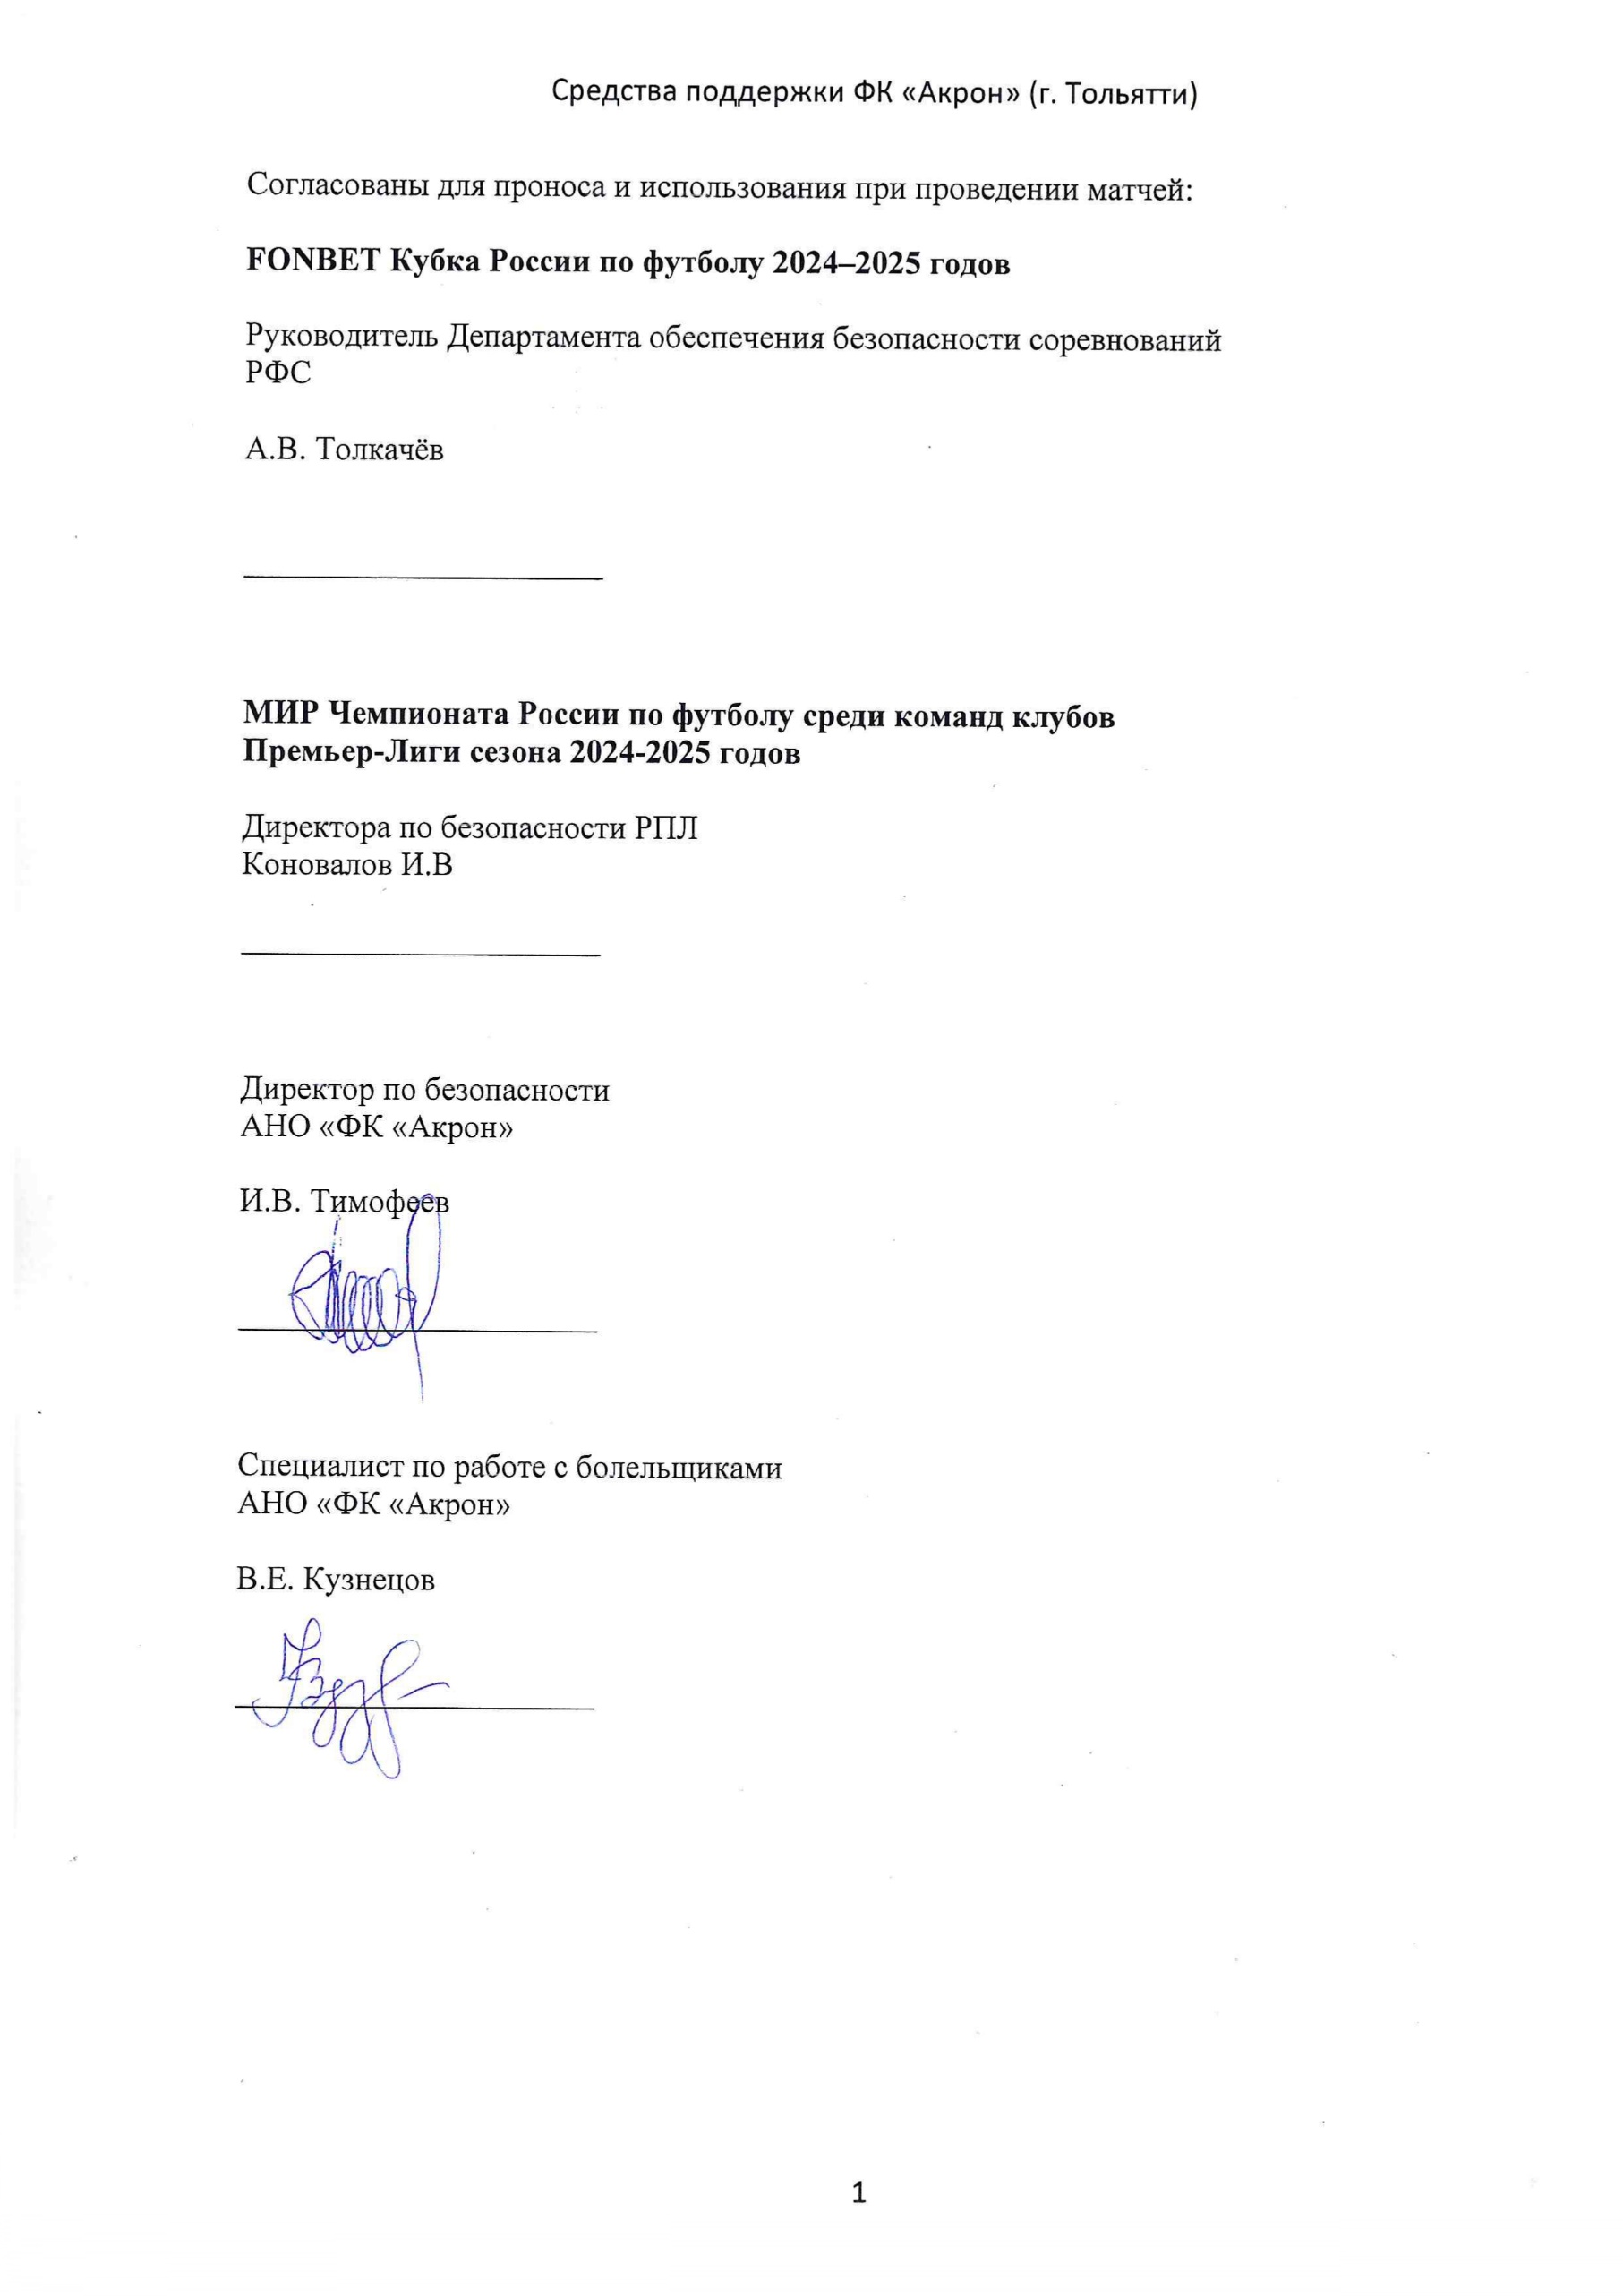 Средства поддержки ФК «Акрон» (г. Тольятти)
Согласованы для проноса и использования при проведении матчей:
FONBET Кубка России по футболу 2024–2025 годов
Руководитель Департамента обеспечения безопасности соревнований
РФС
А.В. Толкачёв
МИР Чемпионата России по футболу среди команд клубов
Премьер-Лиги сезона 2024-2025 годов
Директора по безопасности РПЛ
Коновалов И.В
Директор по безопасности
АНО «ФК «Акрон»
И.В. Тимофеев
Специалист по работе с болельщиками
АНО «ФК «Акрон»
В.Е. Кузнецов
1